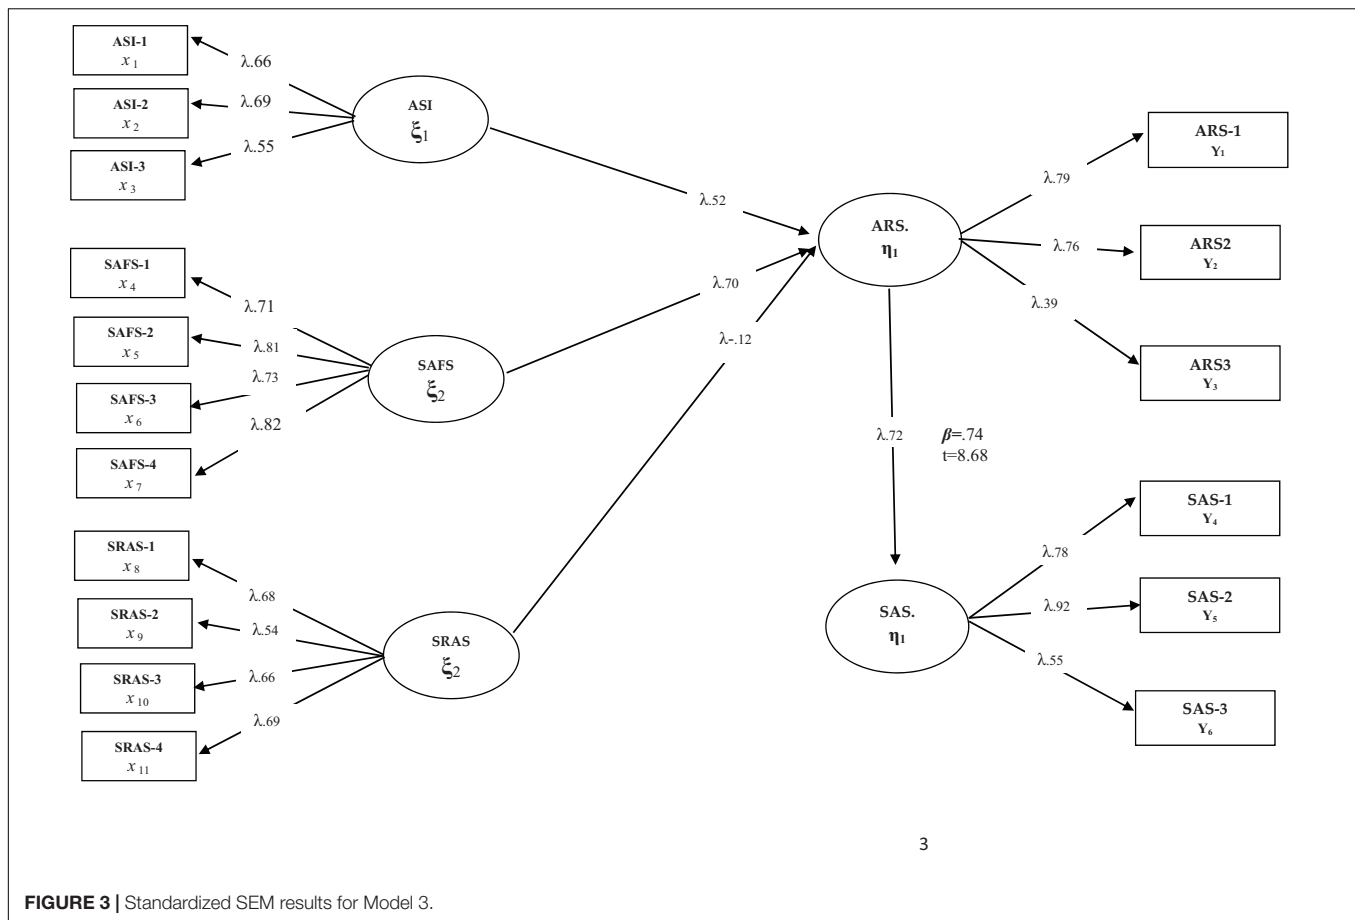 ASI-1
x 1
λ.66
ASI-2
x 2
λ.69
ASI-3
x 3
λ.55
ASI
ξ1
SAFS-1
x 4
λ.71
SAFS-2
x 5
λ.81
SAFS-3
x 6
λ.73
SAFS-4
x 7
λ.82
SAFS
ξ2
SRAS-1
x 8
λ.68
SRAS-2
x 9
λ.54
SRAS-3
x 10
λ.66
SRAS-4
x 11
λ.69
SRAS
ξ2
λ.52
λ.70
λ-.12
ARS.
η1
λ.79
λ.76
λ.39
ARS-1
Y1
ARS2
Y2
ARS3
Y3
λ.72
β=.74
t=8.68
SAS.
η1
λ.78
λ.92
λ.55
SAS-1
Y4
SAS-2
Y5
SAS-3
Y6
3
FIGURE 3 | Standardized SEM results for Model 3.